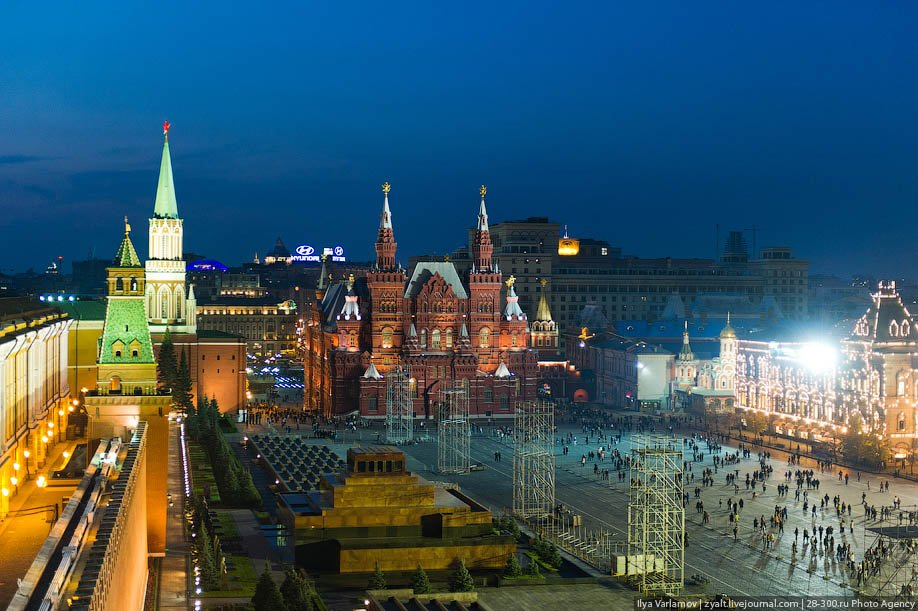 HYUNDAI
Ilya Varlamov | zyalt.livejournal.com | 28-300.ru Photo Agency